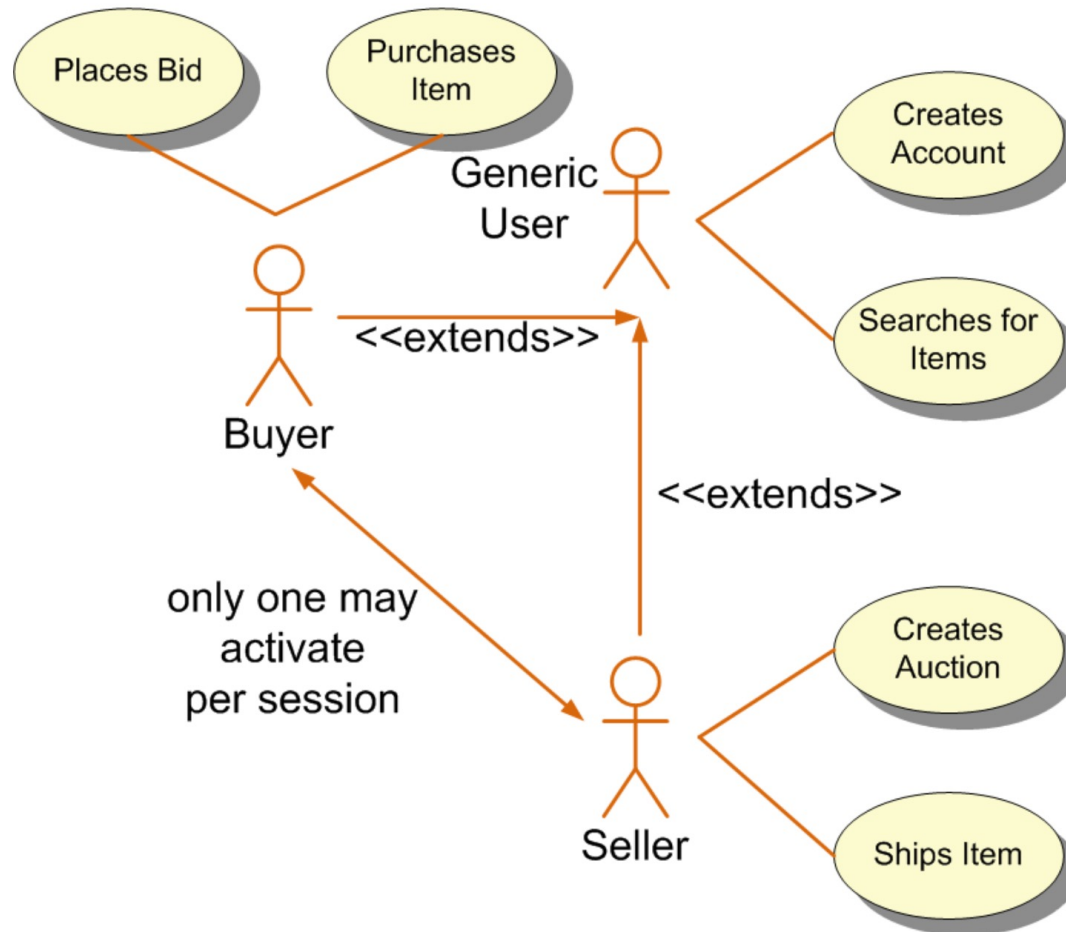 Places Bid
Purchases
Item
Creates
Account
Generic
User
Searches for
Items
<<extends>>
Buyer
<<extends>>
only one may
activate
per session
Creates
Auction
Seller
Ships Item